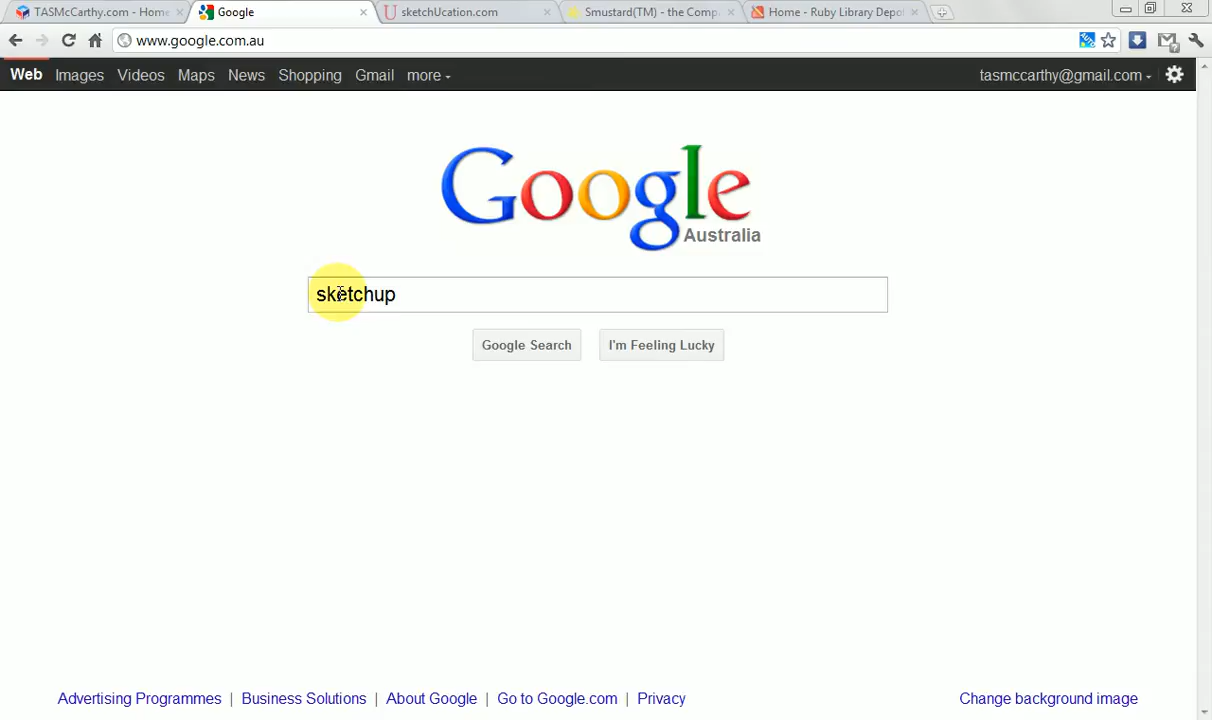 TASMcCarthy.com - Home
Google
sketchUcation.com
Smustard(TM) - the Comp
Home - Ruby Library Depot
www.google.com.au
Web Images Videos Maps News Shopping Gmail more
tasmccarthy@gmail.com
Google
Australia
sketchup
Google Search
I'm Feeling Lucky
Advertising Programmes | Business Solutions | About Google | Go to Google.com | Privacy
Change background image